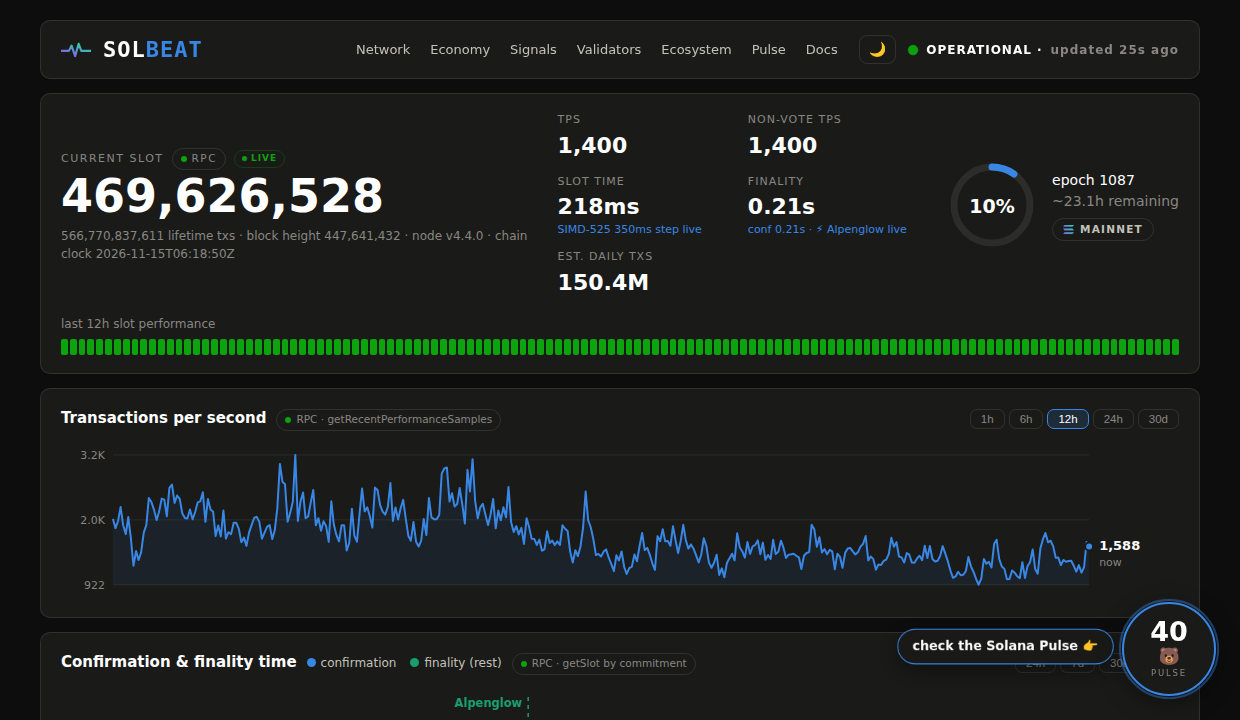 SOLBEAT
Network Economy Signals Validators Ecosystem Pulse Docs
OPERATIONAL · updated 25s ago
CURRENT SLOT RPC LIVE
469,626,528
566,770,837,611 lifetime txs · block height 447,641,432 · node v4.4.0 · chain
clock 2026-11-15T06:18:50Z
TPS
1,400
NON-VOTE TPS
1,400
SLOT TIME
218ms
SIMD-525 350ms step live
FINALITY
0.21s
conf 0.21s · ⚡ Alpenglow live
EST. DAILY TXS
150.4M
10%
epoch 1087
~23.1h remaining
MAINNET
last 12h slot performance
Transactions per second RPC · getRecentPerformanceSamples
1h 6h 12h 24h 30d
3.2K
2.0K
922
1,588
now
Confirmation & finality time confirmation finality (rest) RPC · getSlot by commitment
check the Solana Pulse 👉
40
PULSE
Alpenglow